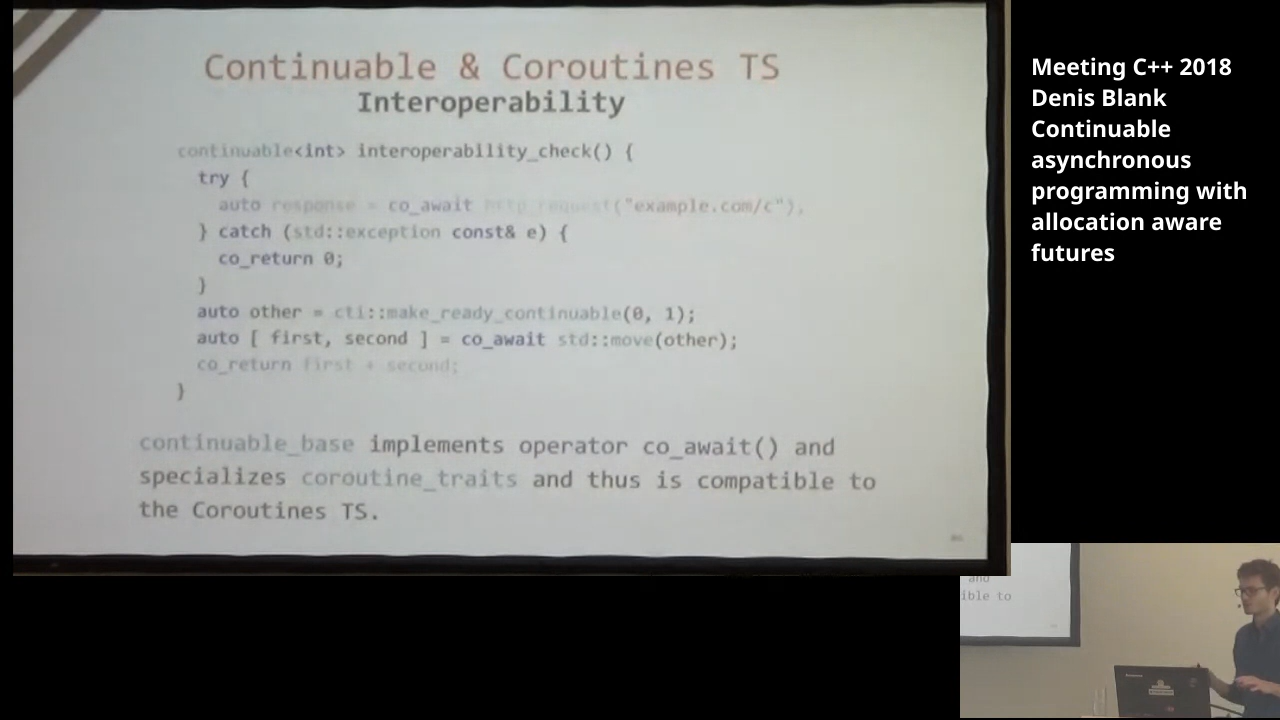 Continuable & Coroutines TS
Interoperability
continuable<int> interoperability_check() {
try {
auto response = co_await http_request("example.com/c");
} catch (std::exception const& e) {
co_return 0;
}
auto other = cti::make_ready_continuable(0, 1);
auto [ first, second ] = co_await std::move(other);
co_return first + second;
}
continuable_base implements operator co_await() and
specializes coroutine_traits and thus is compatible to
the Coroutines TS.
Meeting C++ 2018
Denis Blank
Continuable
asynchronous
programming with
allocation aware
futures
and
ible to